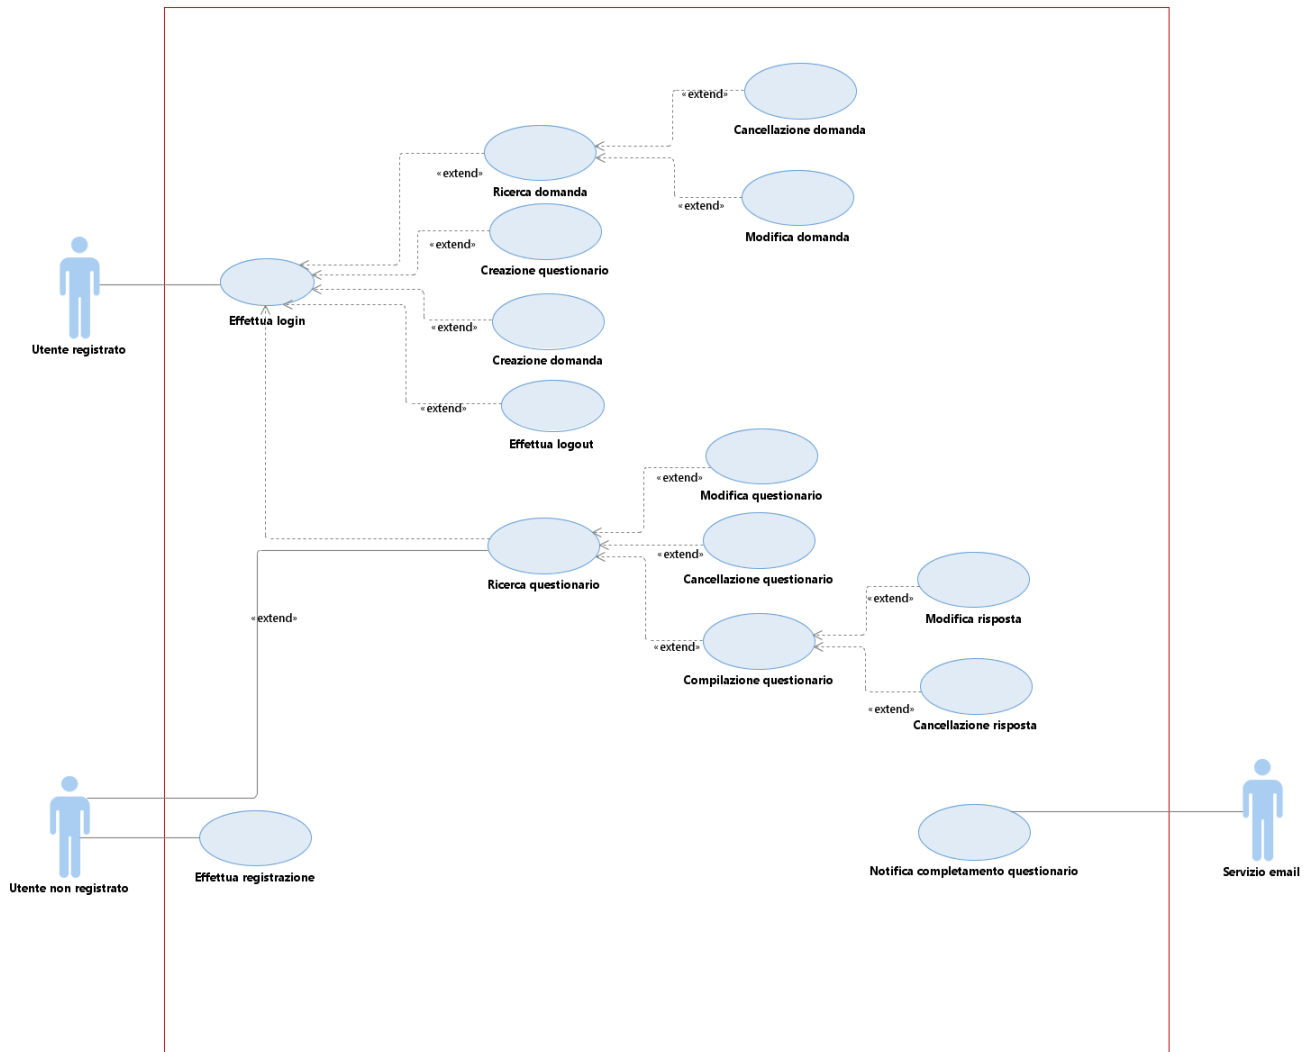 «extend»
Cancellazione domanda
«extend»
Ricerca domanda
«extend»
Modifica domanda
«extend»
Creazione questionario
Effettua login
Utente registrato
«extend»
Creazione domanda
«extend»
Effettua logout
«extend»
Modifica questionario
«extend»
Cancellazione questionario
Ricerca questionario
«extend»
Modifica risposta
«extend»
«extend»
Compilazione questionario
«extend»
Cancellazione risposta
Effettua registrazione
Utente non registrato
Notifica completamento questionario
Servizio email